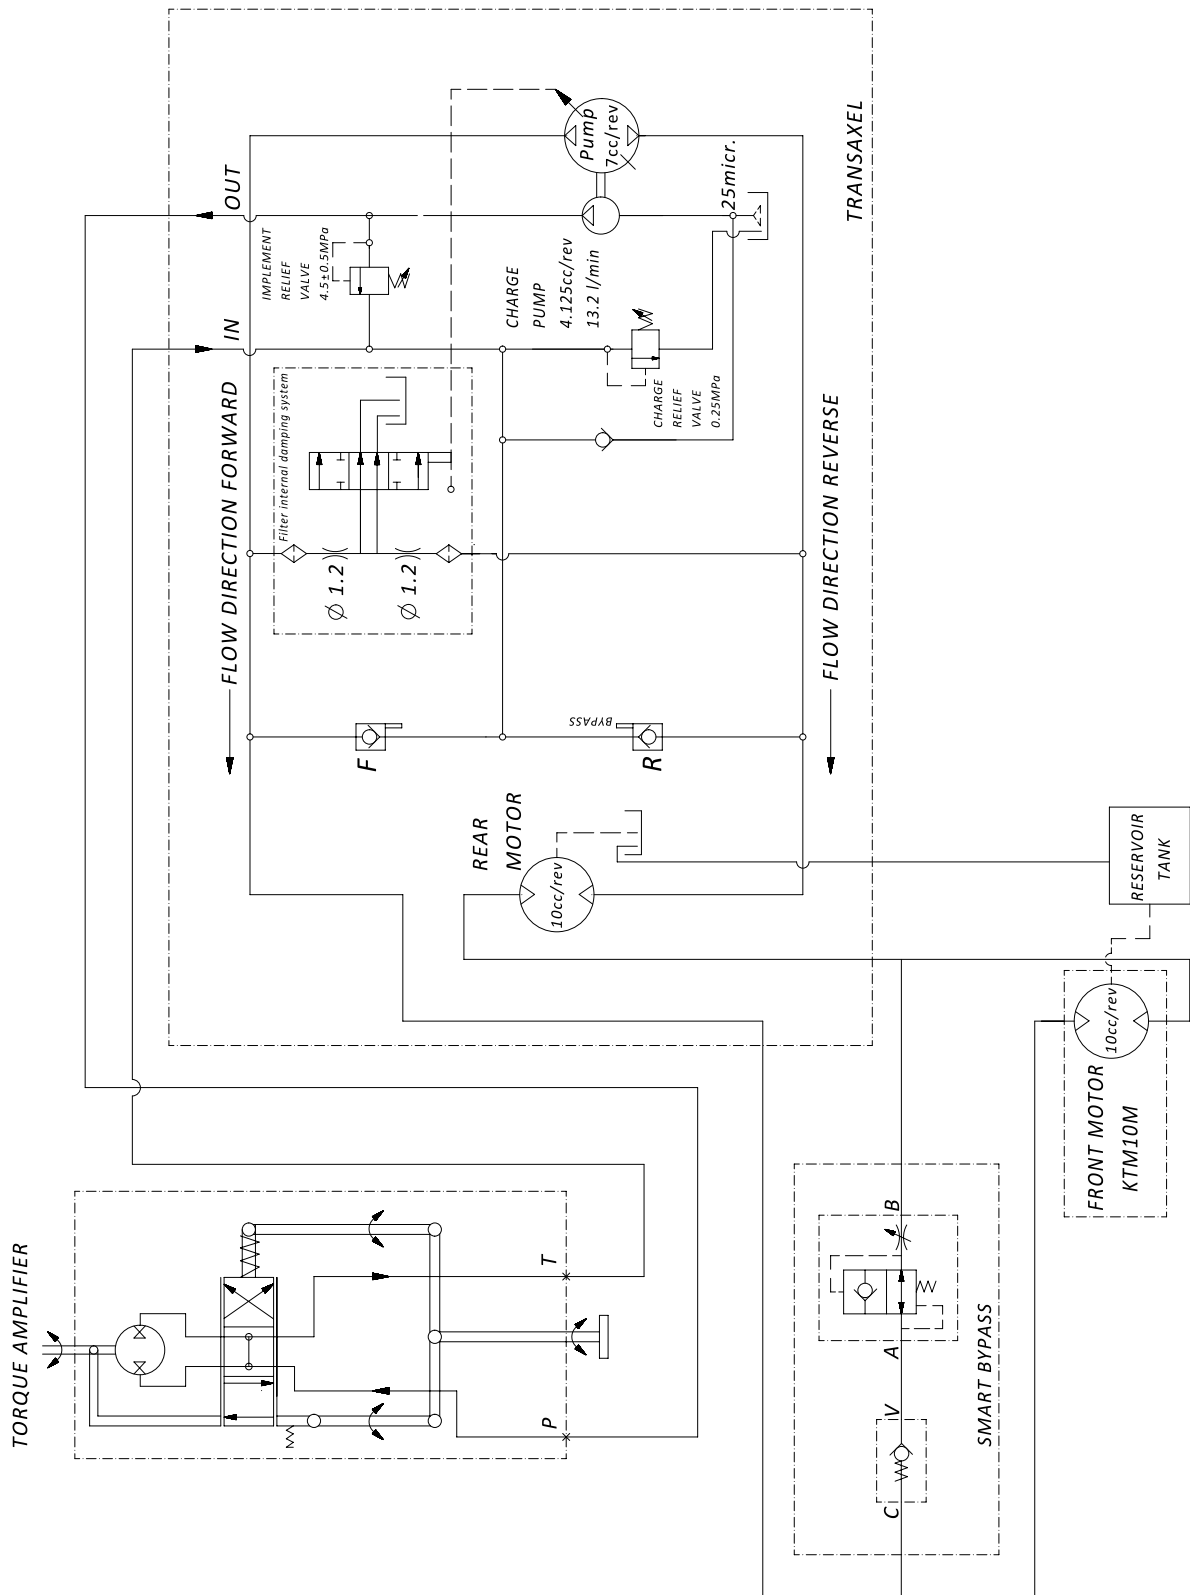 TORQUE AMPLIFIER
P
T
OUT
IN
IMPLEMENT
RELIEF
VALVE
4.5±0.5MPa
FLOW DIRECTION FORWARD
Filter internal damping system
∅ 1.2
∅ 1.2
Pump
7cc/rev
CHARGE
PUMP
4.125cc/rev
13.2 l/min
25micr.
CHARGE
RELIEF
VALVE
0.25MPa
TRANSAXEL
FLOW DIRECTION REVERSE
F
BYPASS
R
REAR
MOTOR
10cc/rev
RESERVOIR
TANK
10cc/rev
FRONT MOTOR
KTM10M
B
A
V
C
SMART BYPASS